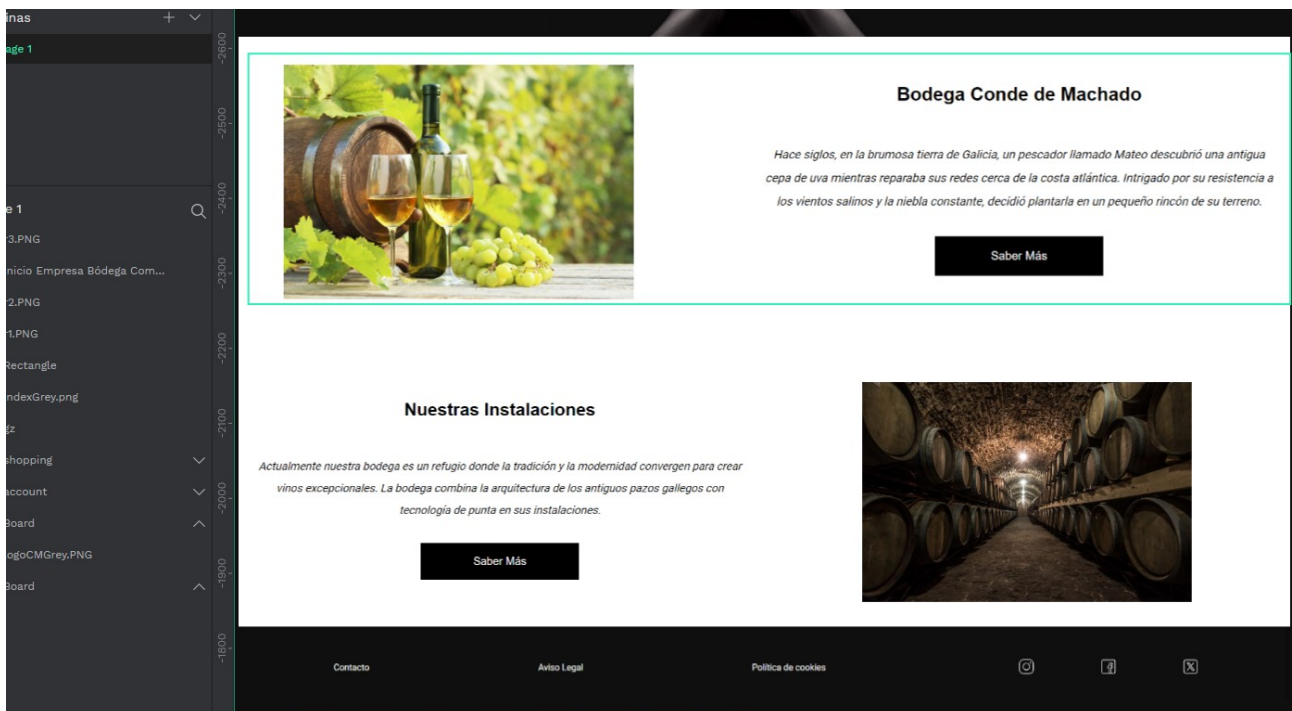 inas
age 1
e 1
3.PNG
nicio Empresa Bódega Com...
2.PNG
1.PNG
Rectangle
ndexGrey.png
gz
shopping
account
Board
ogoCMGrey.PNG
Board
-2600
-2500
-2400
-2300
-2200
-2100
-2000
-1900
-1800
Bodega Conde de Machado
Hace siglos, en la brumosa tierra de Galicia, un pescador llamado Mateo descubrió una antigua
cepa de uva mientras reparaba sus redes cerca de la costa atlántica. Intrigado por su resistencia a
los vientos salinos y la niebla constante, decidió plantarla en un pequeño rincón de su terreno.
Saber Más
Nuestras Instalaciones
Actualmente nuestra bodega es un refugio donde la tradición y la modernidad convergen para crear
vinos excepcionales. La bodega combina la arquitectura de los antiguos pazos gallegos con
tecnología de punta en sus instalaciones.
Saber Más
Contacto
Aviso Legal
Política de cookies